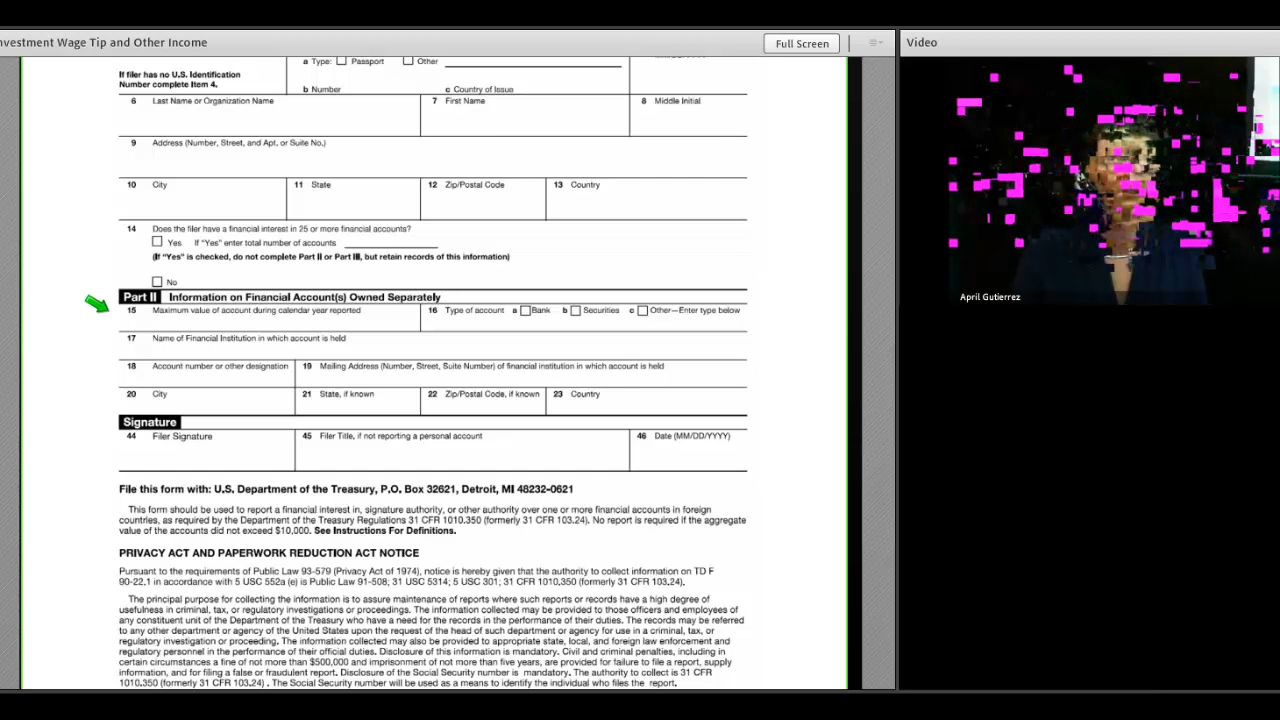 nvestment Wage Tip and Other Income
Full Screen
Video
a Type: Passport Other
If filer has no U.S. Identification
Number complete Item 4.
b Number c Country of Issue
6 Last Name or Organization Name 7 First Name 8 Middle Initial
9 Address (Number, Street, and Apt. or Suite No.)
10 City 11 State 12 Zip/Postal Code 13 Country
14 Does the filer have a financial interest in 25 or more financial accounts?
Yes If "Yes" enter total number of accounts
(If "Yes" is checked, do not complete Part II or Part III, but retain records of this information)
No
Part II Information on Financial Account(s) Owned Separately
15 Maximum value of account during calendar year reported 16 Type of account a Bank b Securities c Other—Enter type below
17 Name of Financial Institution in which account is held
18 Account number or other designation 19 Mailing Address (Number, Street, Suite Number) of financial institution in which account is held
20 City 21 State, if known 22 Zip/Postal Code, if known 23 Country
Signature
44 Filer Signature 45 Filer Title, if not reporting a personal account 46 Date (MM/DD/YYYY)
File this form with: U.S. Department of the Treasury, P.O. Box 32621, Detroit, MI 48232-0621
This form should be used to report a financial interest in, signature authority, or other authority over one or more financial accounts in foreign
countries, as required by the Department of the Treasury Regulations 31 CFR 1010.350 (formerly 31 CFR 103.24). No report is required if the aggregate
value of the accounts did not exceed $10,000. See Instructions For Definitions.
PRIVACY ACT AND PAPERWORK REDUCTION ACT NOTICE
Pursuant to the requirements of Public Law 93-579 (Privacy Act of 1974), notice is hereby given that the authority to collect information on TD F
90-22.1 in accordance with 5 USC 552a (e) is Public Law 91-508; 31 USC 5314; 5 USC 301; 31 CFR 1010.350 (formerly 31 CFR 103.24).
The principal purpose for collecting the information is to assure maintenance of reports where such reports or records have a high degree of
usefulness in criminal, tax, or regulatory investigations or proceedings. The information collected may be provided to those officers and employees of
any constituent unit of the Department of the Treasury who have a need for the records in the performance of their duties. The records may be referred
to any other department or agency of the United States upon the request of the head of such department or agency for use in a criminal, tax, or
regulatory investigation or proceeding. The information collected may also be provided to appropriate state, local, and foreign law enforcement and
regulatory personnel in the performance of their official duties. Disclosure of this information is mandatory. Civil and criminal penalties, including in
certain circumstances a fine of not more than $500,000 and imprisonment of not more than five years, are provided for failure to file a report, supply
information, and for filing a false or fraudulent report. Disclosure of the Social Security number is mandatory. The authority to collect is 31 CFR
1010.350 (formerly 31 CFR 103.24) . The Social Security number will be used as a means to identify the individual who files the report.
April Gutierrez